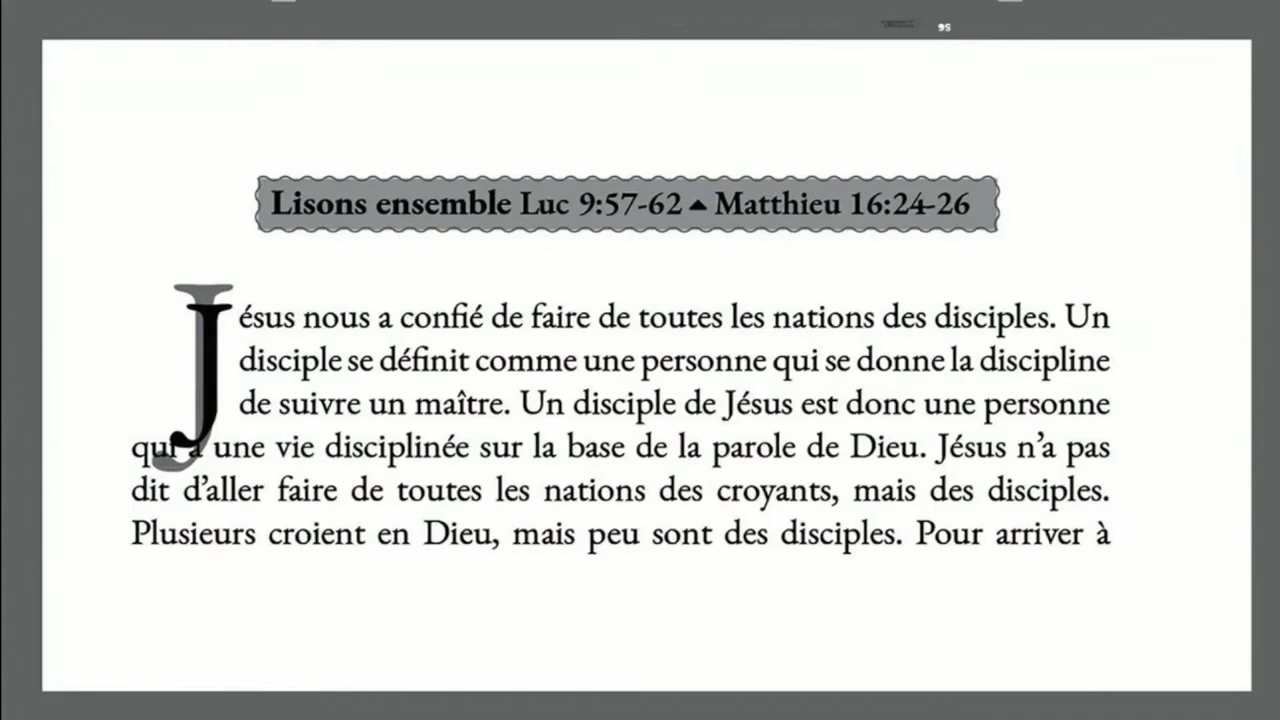 Lisons ensemble Luc 9:57-62 ▲ Matthieu 16:24-26
Jésus nous a confié de faire de toutes les nations des disciples. Un
disciple se définit comme une personne qui se donne la discipline
de suivre un maître. Un disciple de Jésus est donc une personne
qui a une vie disciplinée sur la base de la parole de Dieu. Jésus n’a pas
dit d’aller faire de toutes les nations des croyants, mais des disciples.
Plusieurs croient en Dieu, mais peu sont des disciples. Pour arriver à